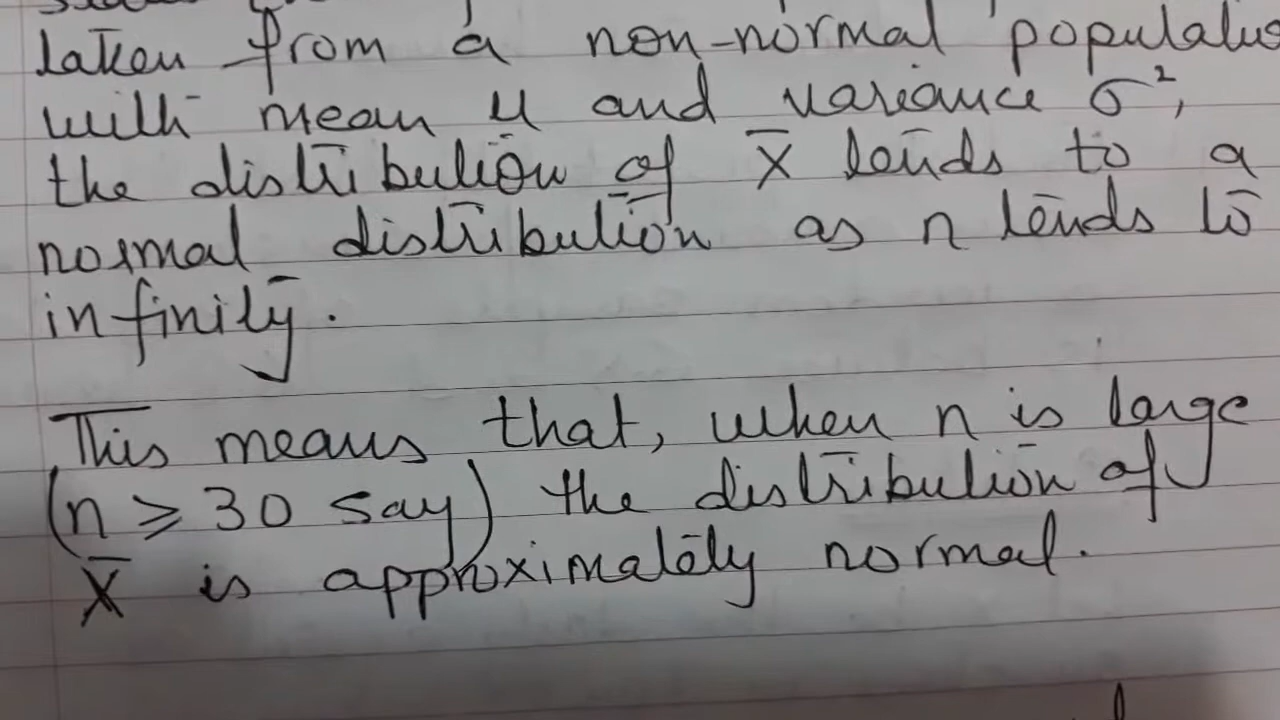 taken from a non-normal
with mean μ and variance σ²,
the distribution of X̄ tends to a
normal distribution as n tends to
infinity.
This means that, when n is large
(n ≥ 30 say) the distribution of
X̄ is approximately normal.